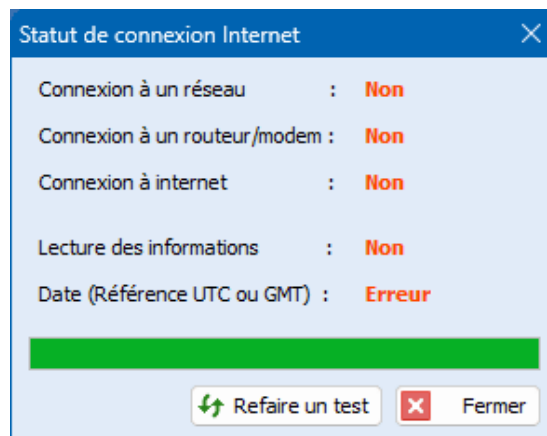 Statut de connexion Internet
Connexion à un réseau : Non
Connexion à un routeur/modem : Non
Connexion à internet : Non
Lecture des informations : Non
Date (Référence UTC ou GMT) : Erreur
Refaire un test Fermer